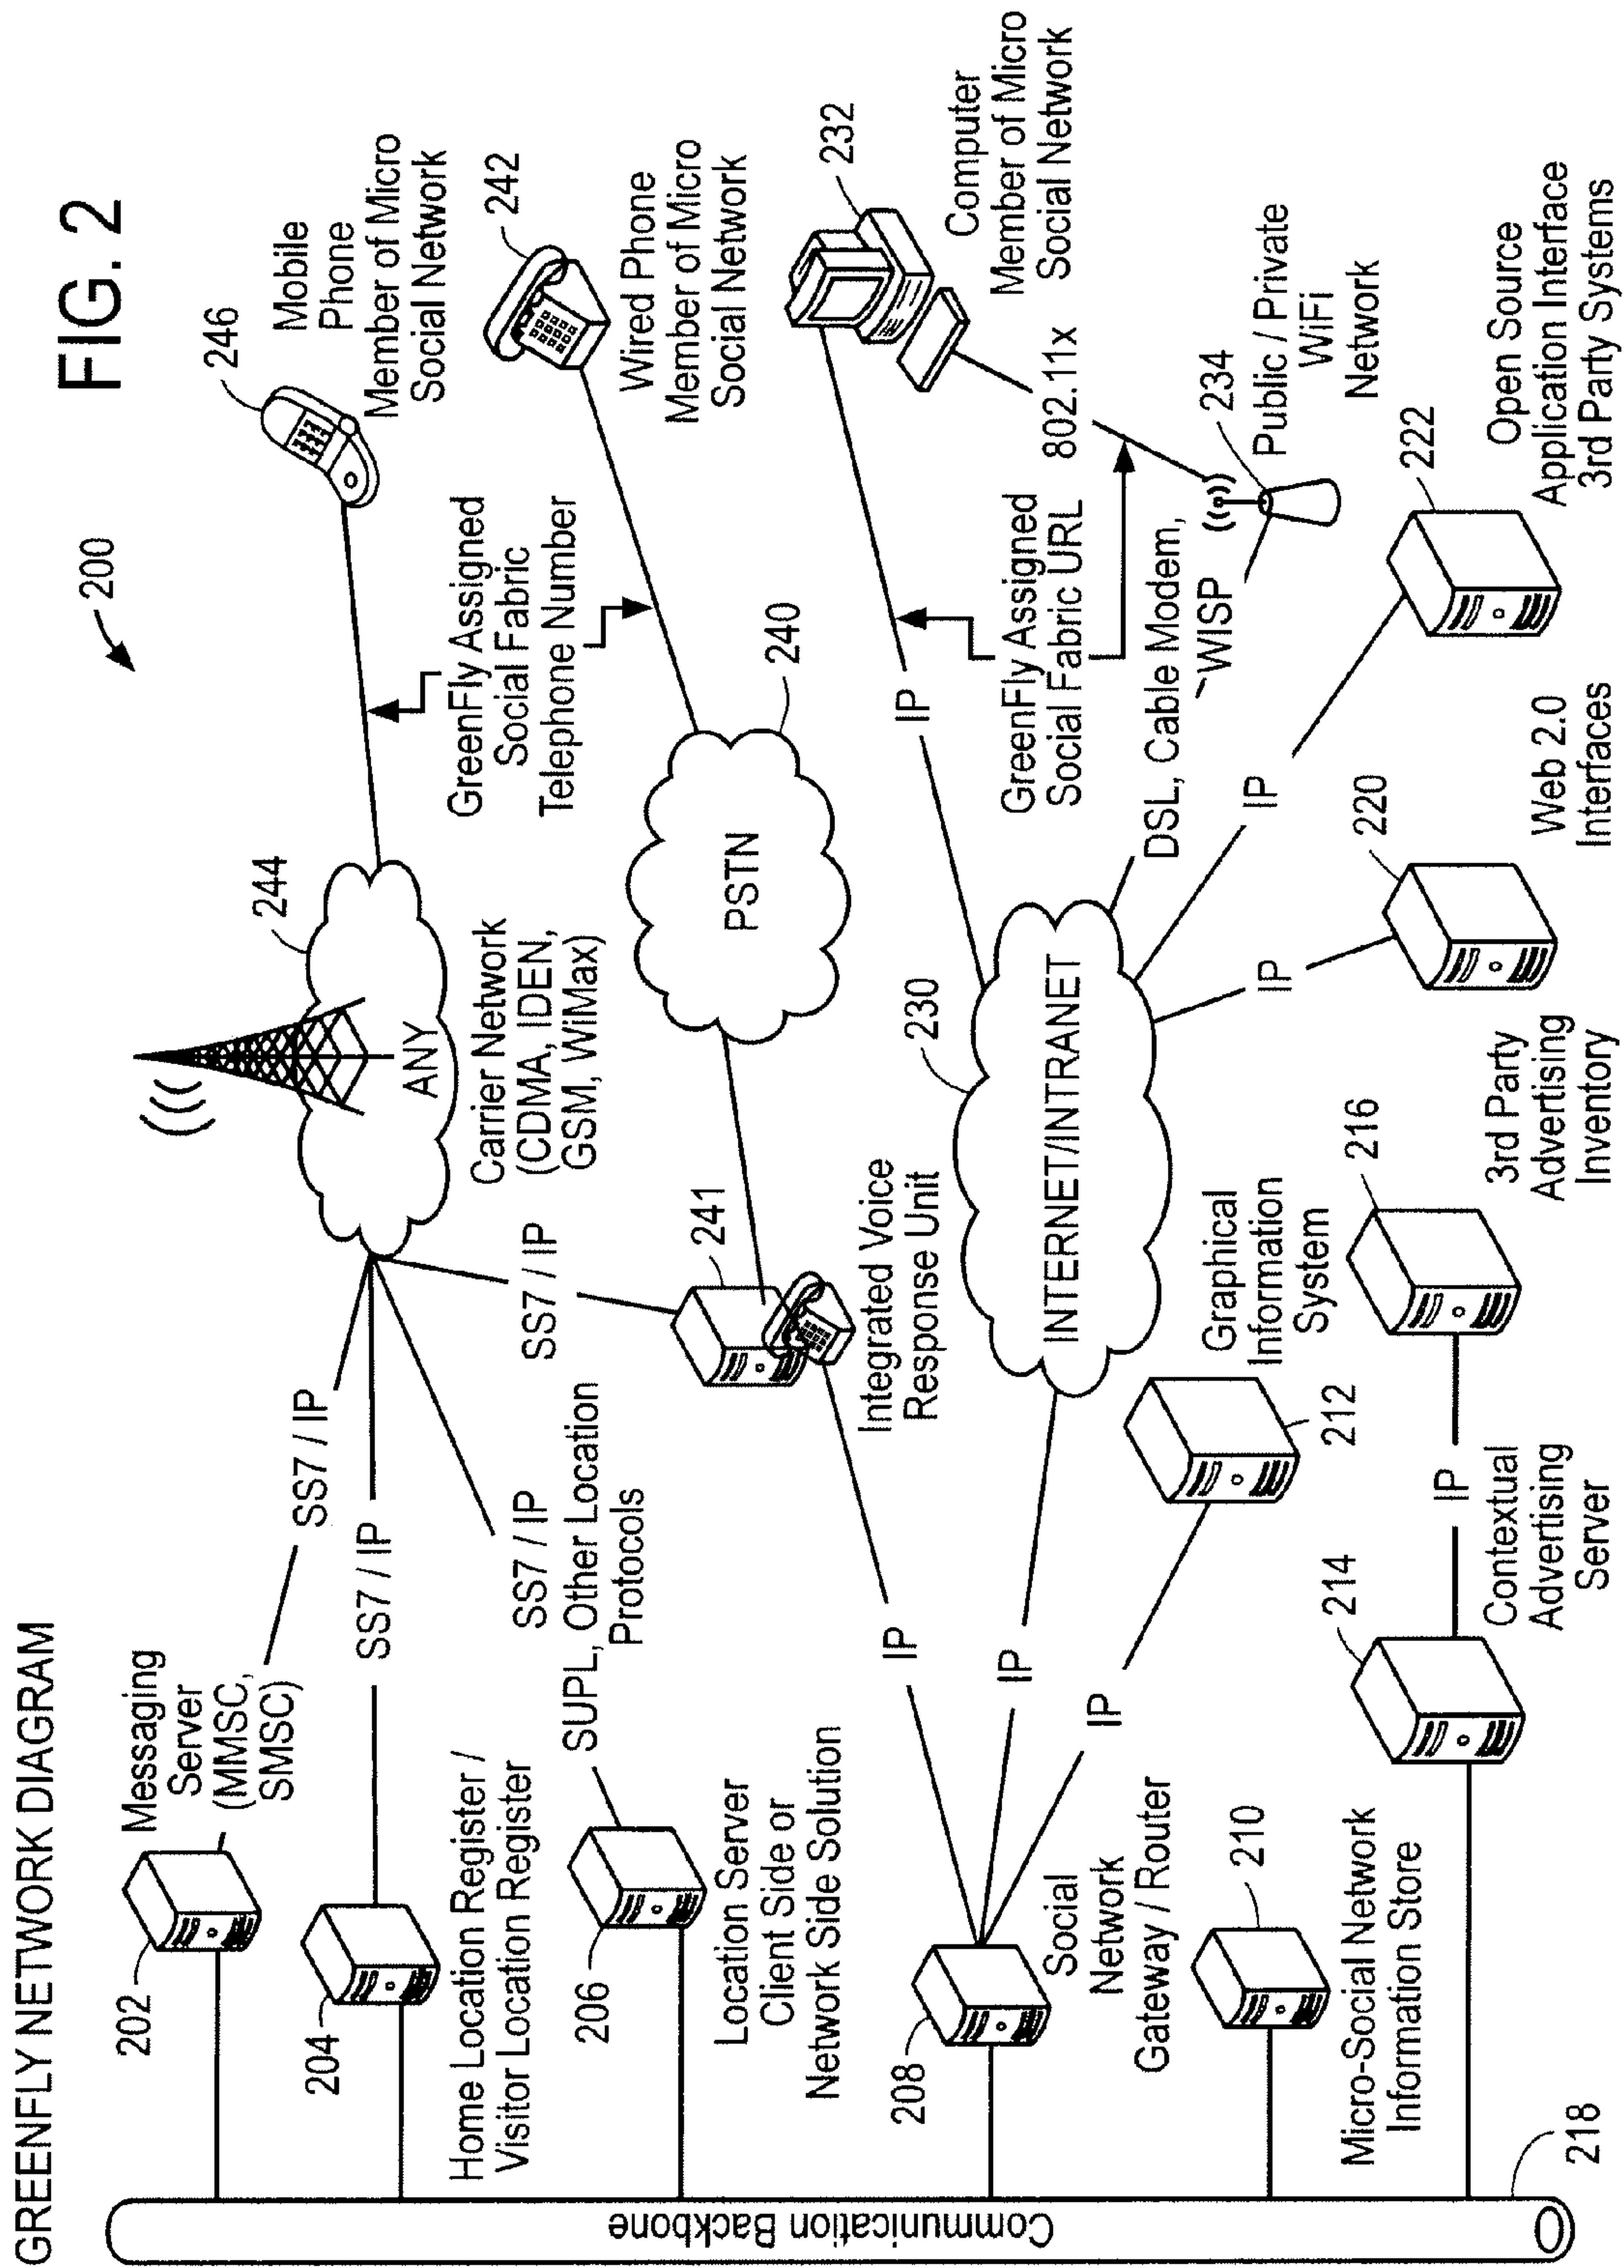 GREENFLY NETWORK DIAGRAM
FIG. 2
200
202
Messaging
Server
(MMSC,
SMSC)
SS7 / IP
244
ANY
Carrier Network
(CDMA, IDEN,
GSM, WiMax)
246
Mobile
Phone
Member of Micro
Social Network
204
Home Location Register /
Visitor Location Register
SS7 / IP
GreenFly Assigned
Social Fabric
Telephone Number
242
Wired Phone
Member of Micro
Social Network
206
Location Server
Client Side or
Network Side Solution
SS7 / IP
SUPL, Other Location
Protocols
SS7 / IP
241
Integrated Voice
Response Unit
PSTN
240
232
Computer
Member of Micro
Social Network
208
Social
Network
Gateway / Router
IP
IP
IP
230
INTERNET/INTRANET
IP
GreenFly Assigned
Social Fabric URL
802.11x
DSL, Cable Modem,
WISP
234
Public / Private
WiFi
Network
210
Micro-Social Network
Information Store
212
Graphical
Information
System
IP
IP
214
Contextual
Advertising
Server
IP
216
3rd Party
Advertising
Inventory
220
Web 2.0
Interfaces
222
Open Source
Application Interface
3rd Party Systems
Communication Backbone
218